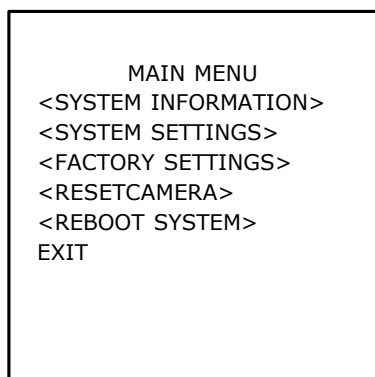 MAIN MENU
<SYSTEM INFORMATION>
<SYSTEM SETTINGS>
<FACTORY SETTINGS>
<RESETCAMERA>
<REBOOT SYSTEM>
EXIT